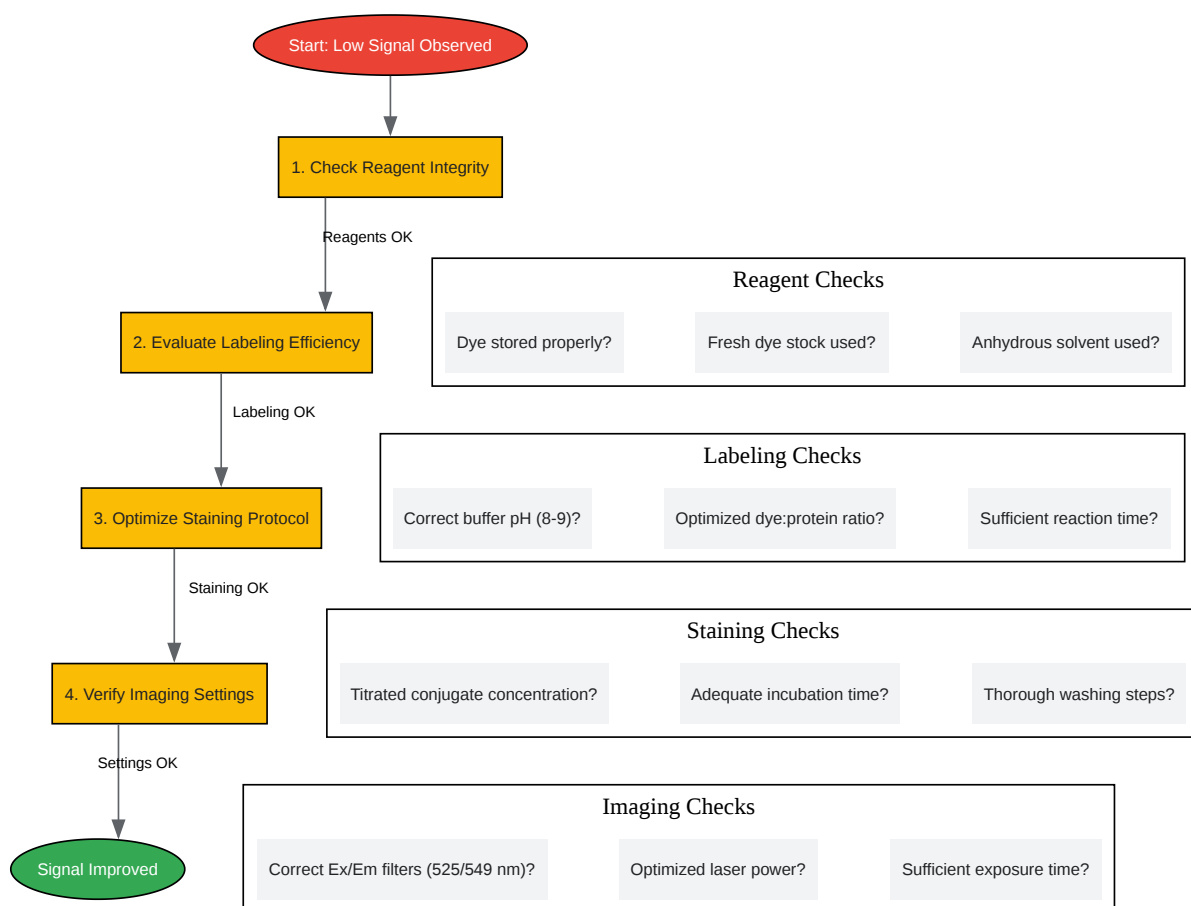 Start: Low Signal Observed
1. Check Reagent Integrity
Reagents OK
Reagent Checks
2. Evaluate Labeling Efficiency
Dye stored properly?
Fresh dye stock used?
Anhydrous solvent used?
Labeling OK
Labeling Checks
3. Optimize Staining Protocol
Correct buffer pH (8-9)?
Optimized dye:protein ratio?
Sufficient reaction time?
Staining OK
Staining Checks
4. Verify Imaging Settings
Titrated conjugate concentration?
Adequate incubation time?
Thorough washing steps?
Settings OK
Imaging Checks
Signal Improved
Correct Ex/Em filters (525/549 nm)?
Optimized laser power?
Sufficient exposure time?